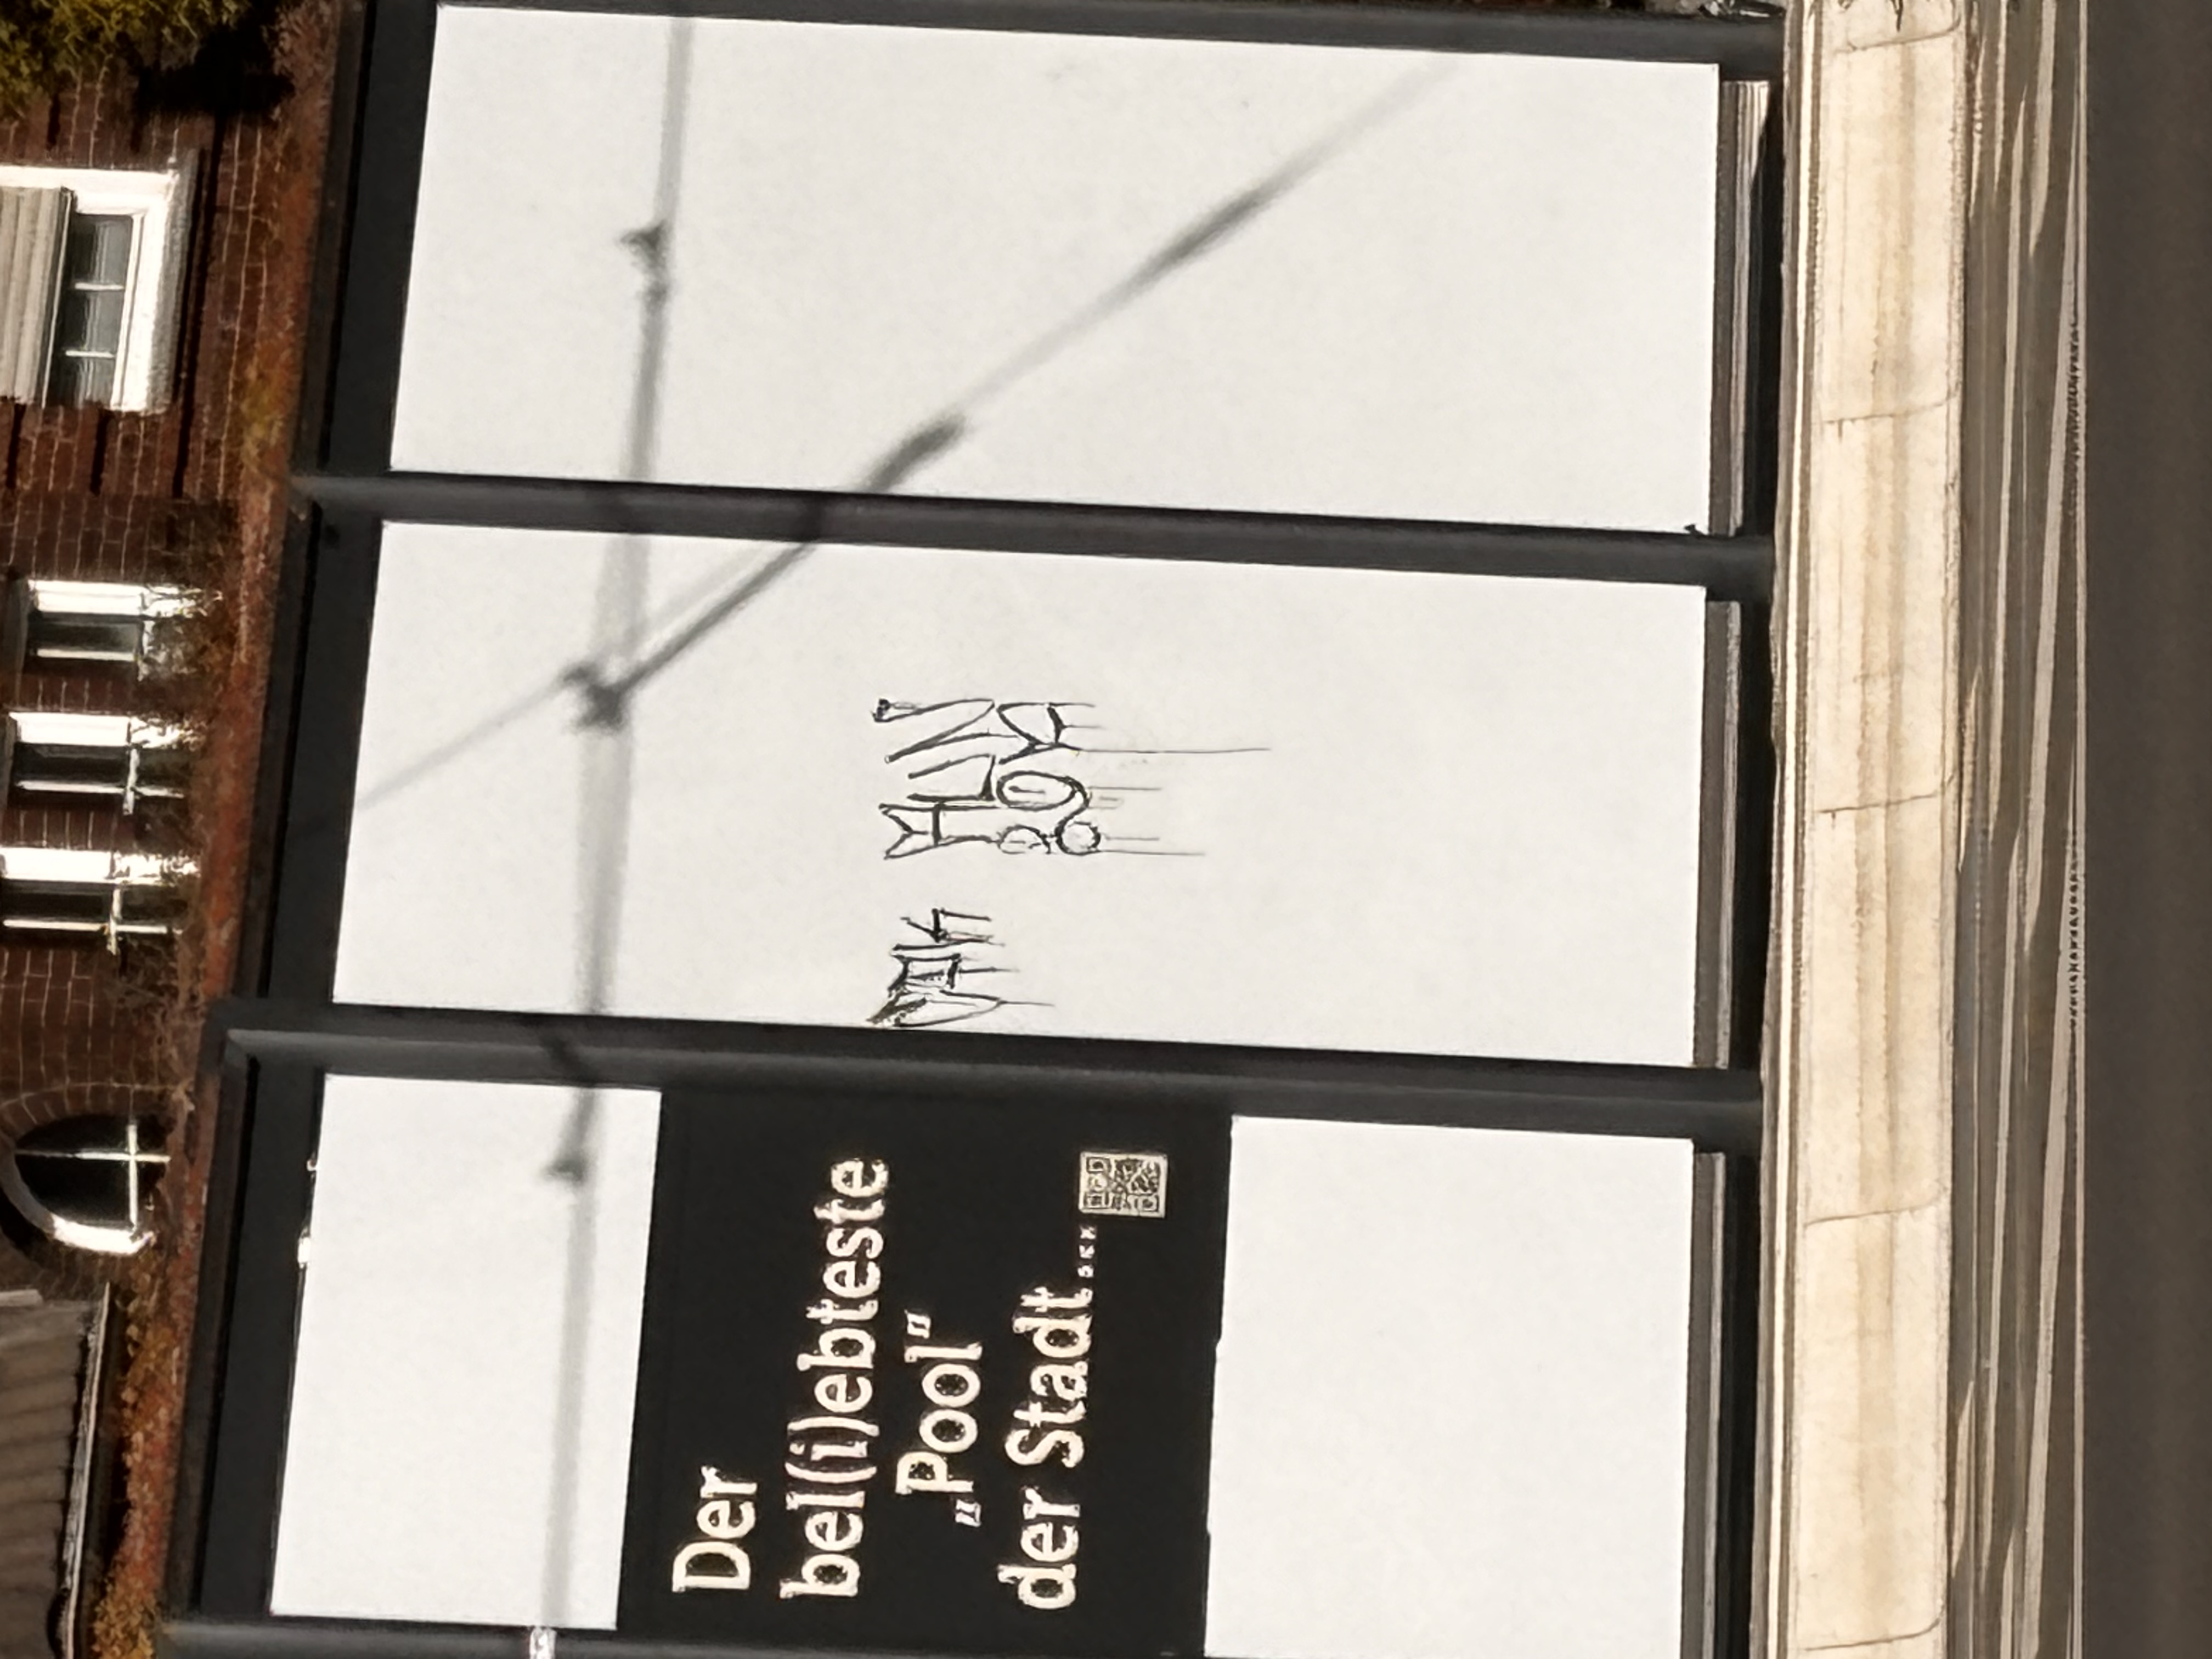 Der
bel(i)ebteste
„Pool“
der Stadt....